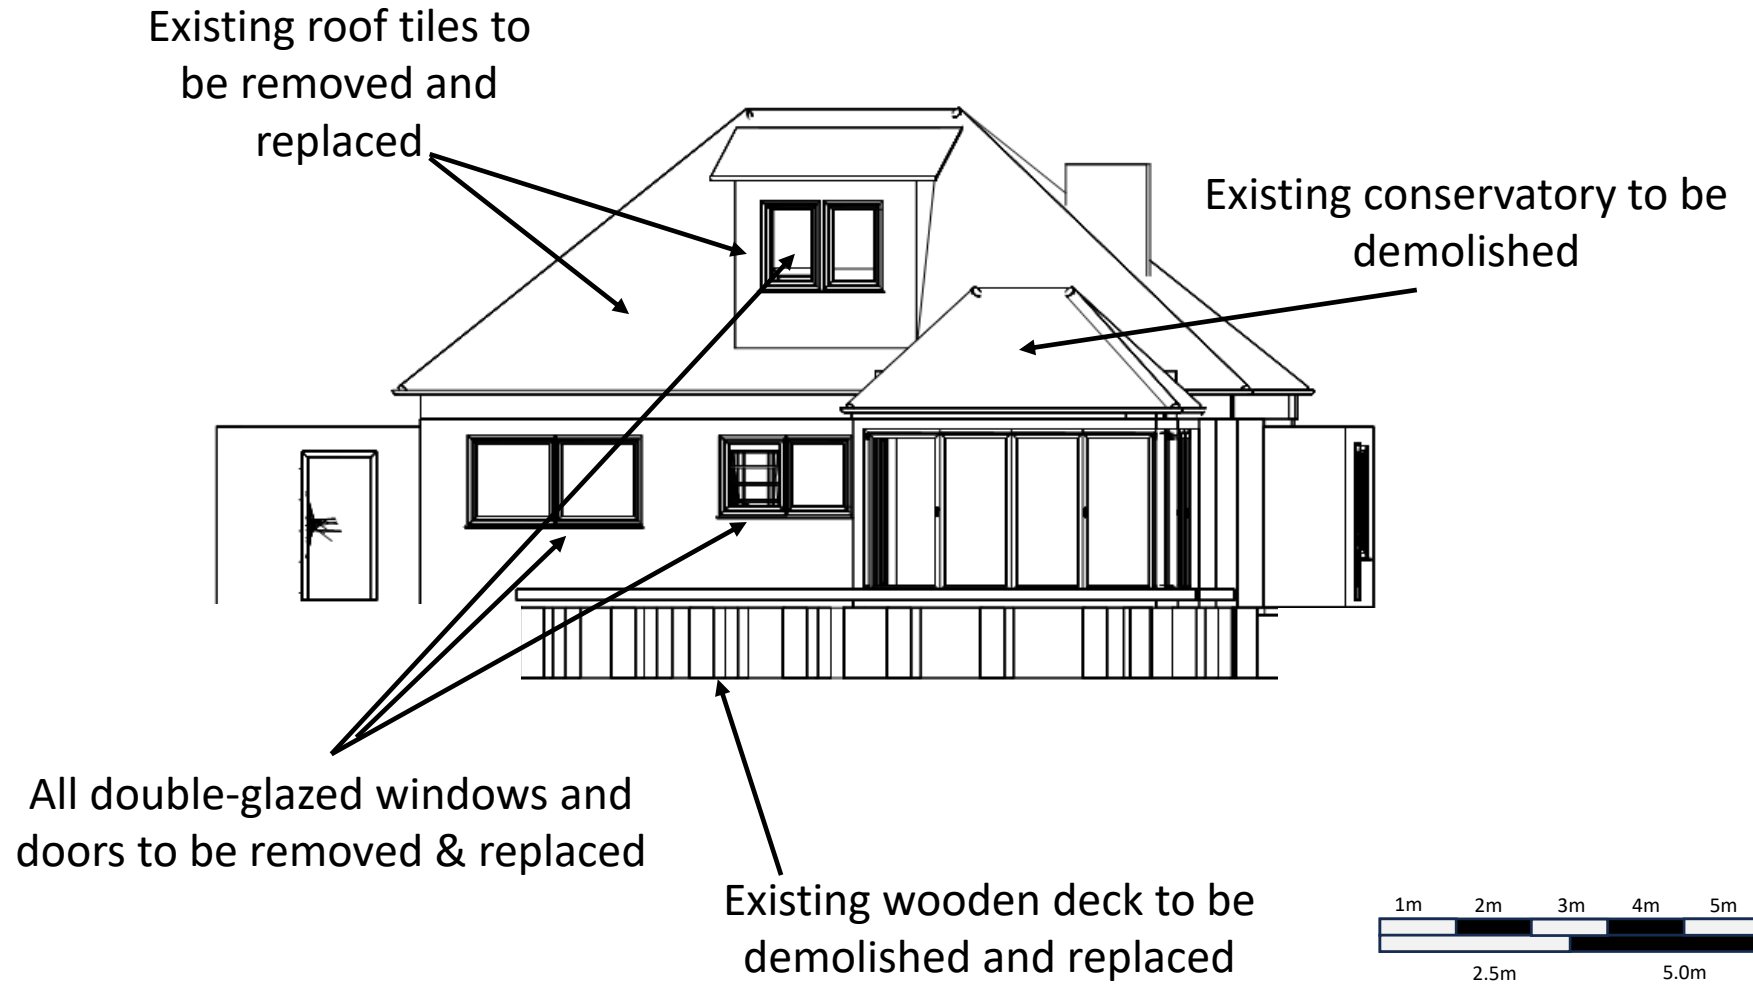 Existing roof tiles to
be removed and
replaced
Existing conservatory to be
demolished
All double-glazed windows and
doors to be removed & replaced
Existing wooden deck to be
demolished and replaced
1m 2m 3m 4m 5m
2.5m 5.0m